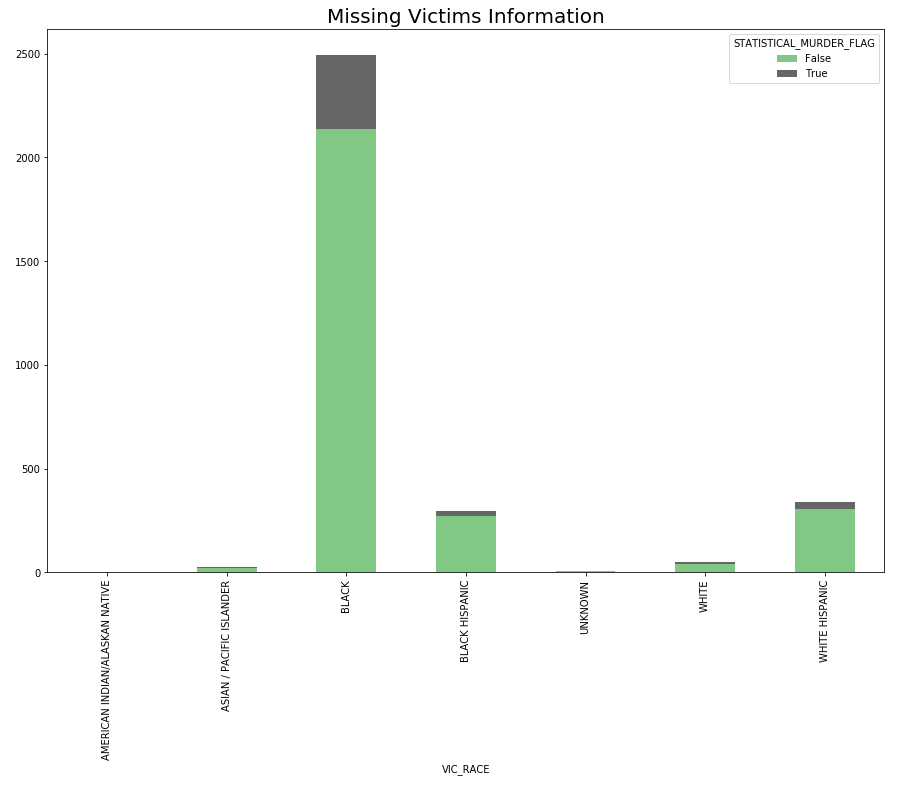 Missing Victims Information
STATISTICAL_MURDER_FLAG
False
True
2500
2000
1500
1000
500
0
AMERICAN INDIAN/ALASKAN NATIVE
ASIAN / PACIFIC ISLANDER
BLACK
BLACK HISPANIC
UNKNOWN
WHITE
WHITE HISPANIC
VIC_RACE